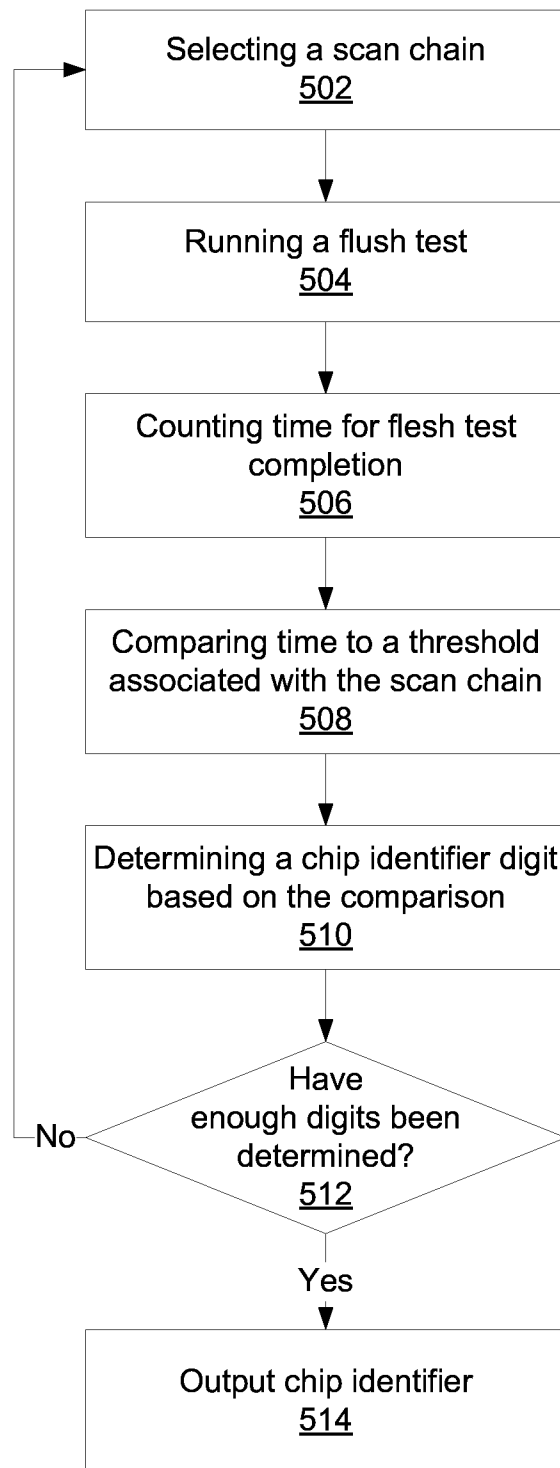 Selecting a scan chain
502
Running a flush test
504
Counting time for flesh test
completion
506
Comparing time to a threshold
associated with the scan chain
508
Determining a chip identifier digit
based on the comparison
510
Have
enough digits been
determined?
512
No
Yes
Output chip identifier
514